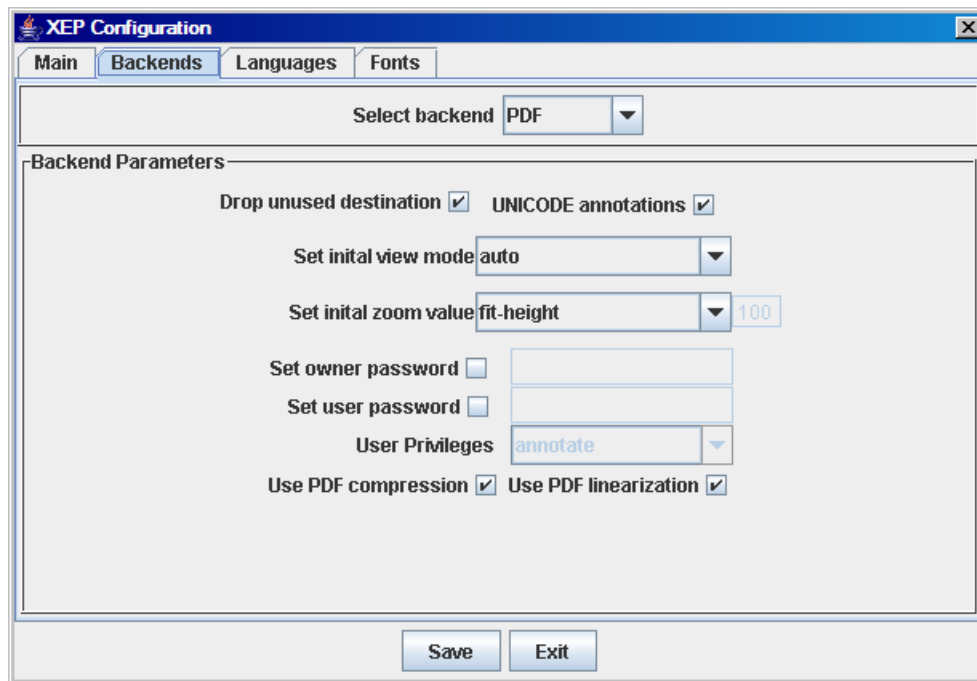 XEP Configuration
Main Backends Languages Fonts
Select backend PDF
Backend Parameters
Drop unused destination UNICODE annotations
Set inital view mode auto
Set inital zoom value fit-height 100
Set owner password
Set user password
User Privileges annotate
Use PDF compression Use PDF linearization
Save Exit